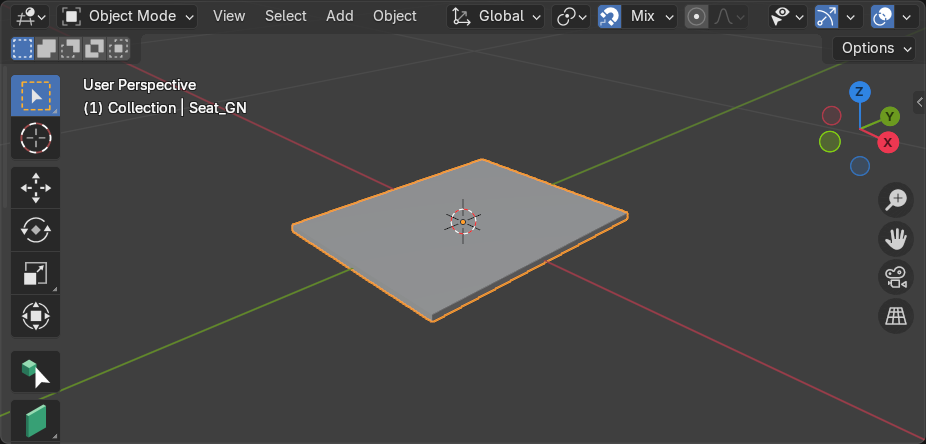 Object Mode View Select Add Object Global Mix
Options
User Perspective
(1) Collection | Seat_GN
Z
Y
X